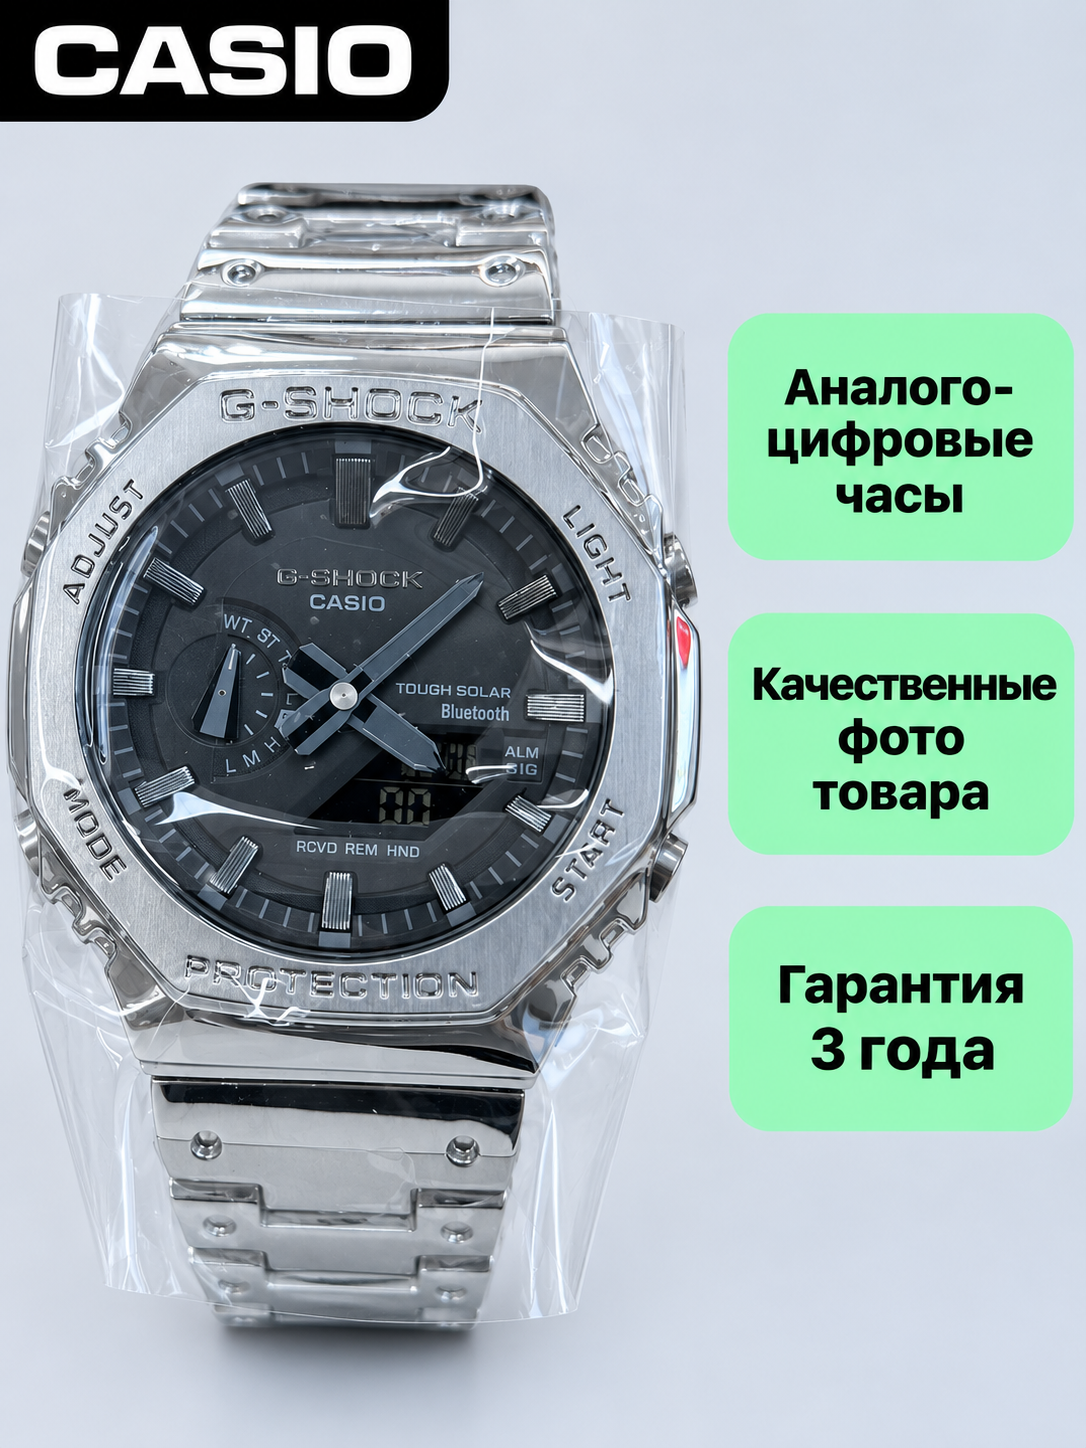 CASIO
G-SHOCK
ADJUST
LIGHT
G-SHOCK
CASIO
WT ST
TOUGH SOLAR
Bluetooth
ALM
SIG
L M H
00
RCVD REM HND
MODE
START
PROTECTION
Аналого-
цифровые
часы
Качественные
фото
товара
Гарантия
3 года